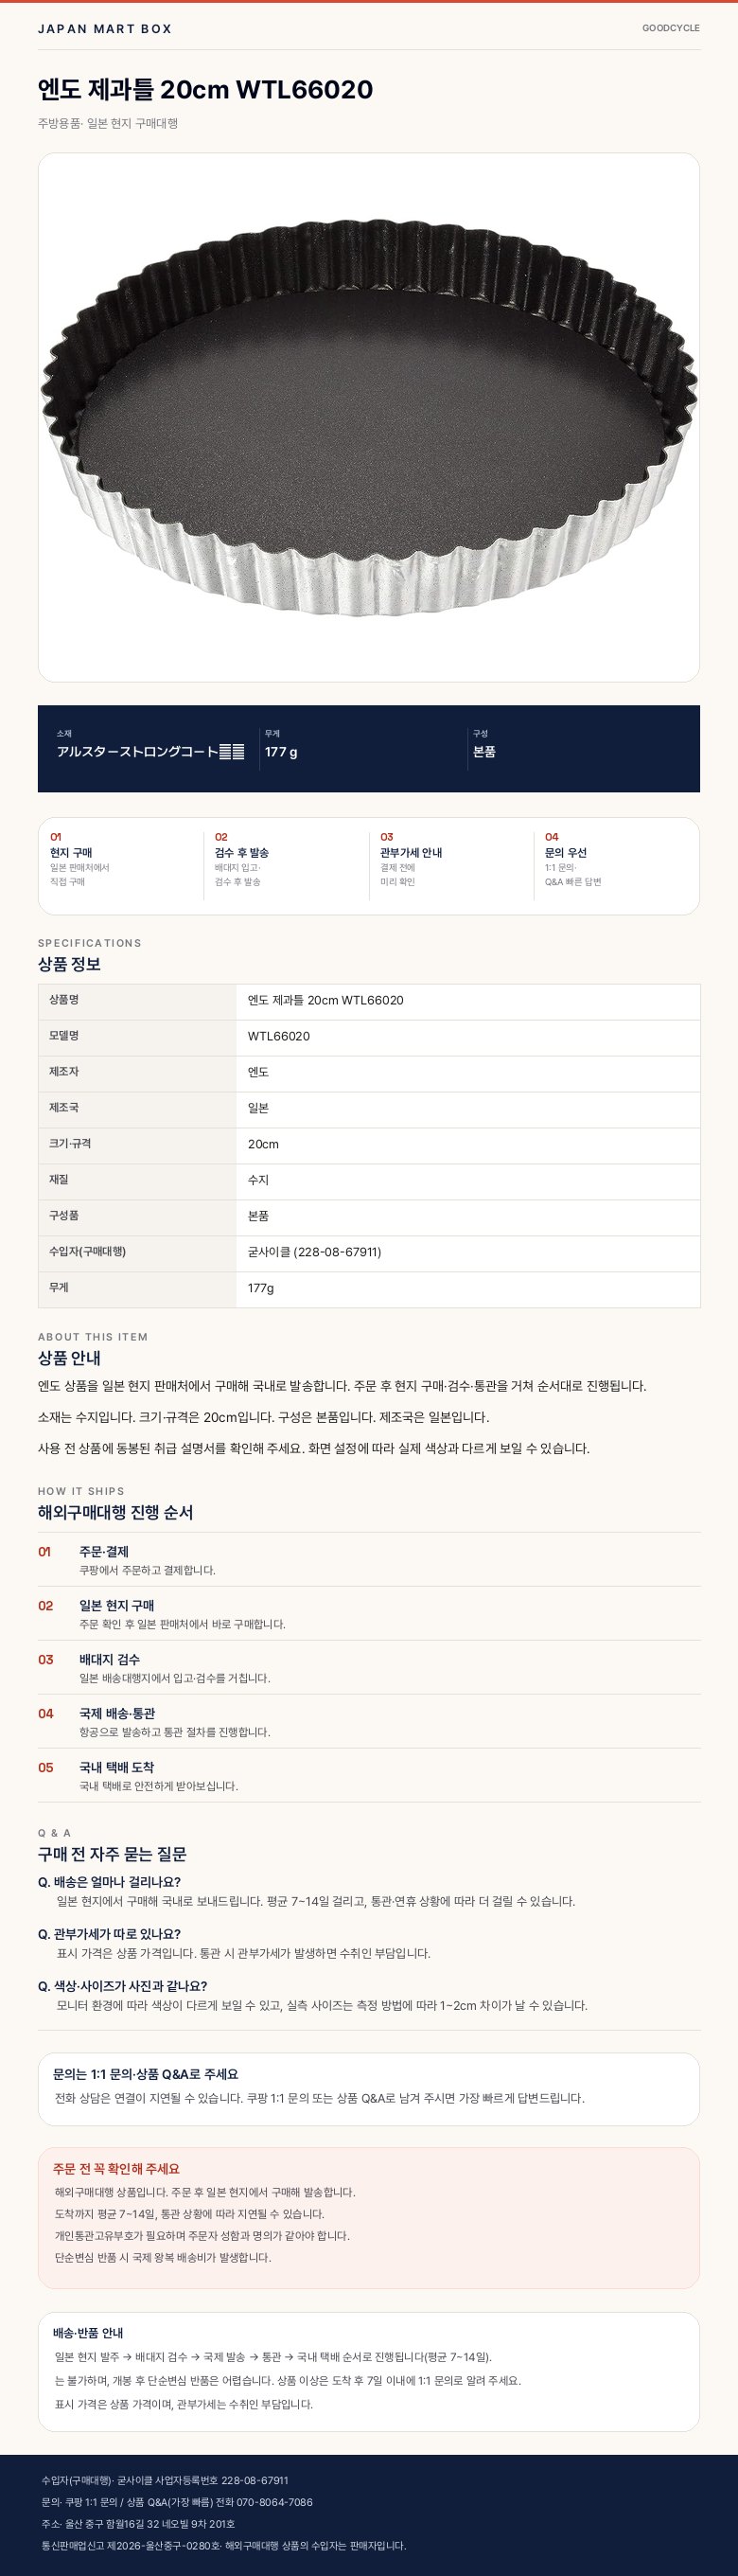 JAPAN MART BOX
GOODCYCLE
엔도 제과틀 20cm WTL66020
주방용품· 일본 현지 구매대행
소재
アルスターストロングコート
무게
177 g
구성
본품
01
현지 구매
일본 판매처에서
직접 구매
02
검수 후 발송
배대지 입고·
검수 후 발송
03
관부가세 안내
결제 전에
미리 확인
04
문의 우선
1:1 문의·
Q&A 빠른 답변
SPECIFICATIONS
상품 정보
상품명 엔도 제과틀 20cm WTL66020
모델명 WTL66020
제조자 엔도
제조국 일본
크기·규격 20cm
재질 수지
구성품 본품
수입자(구매대행) 굳사이클 (228-08-67911)
무게 177g
ABOUT THIS ITEM
상품 안내
엔도 상품을 일본 현지 판매처에서 구매해 국내로 발송합니다. 주문 후 현지 구매·검수·통관을 거쳐 순서대로 진행됩니다.
소재는 수지입니다. 크기·규격은 20cm입니다. 구성은 본품입니다. 제조국은 일본입니다.
사용 전 상품에 동봉된 취급 설명서를 확인해 주세요. 화면 설정에 따라 실제 색상과 다르게 보일 수 있습니다.
HOW IT SHIPS
해외구매대행 진행 순서
01 주문·결제
쿠팡에서 주문하고 결제합니다.
02 일본 현지 구매
주문 확인 후 일본 판매처에서 바로 구매합니다.
03 배대지 검수
일본 배송대행지에서 입고·검수를 거칩니다.
04 국제 배송·통관
항공으로 발송하고 통관 절차를 진행합니다.
05 국내 택배 도착
국내 택배로 안전하게 받아보십니다.
Q & A
구매 전 자주 묻는 질문
Q. 배송은 얼마나 걸리나요?
일본 현지에서 구매해 국내로 보내드립니다. 평균 7~14일 걸리고, 통관·연휴 상황에 따라 더 걸릴 수 있습니다.
Q. 관부가세가 따로 있나요?
표시 가격은 상품 가격입니다. 통관 시 관부가세가 발생하면 수취인 부담입니다.
Q. 색상·사이즈가 사진과 같나요?
모니터 환경에 따라 색상이 다르게 보일 수 있고, 실측 사이즈는 측정 방법에 따라 1~2cm 차이가 날 수 있습니다.
문의는 1:1 문의·상품 Q&A로 주세요
전화 상담은 연결이 지연될 수 있습니다. 쿠팡 1:1 문의 또는 상품 Q&A로 남겨 주시면 가장 빠르게 답변드립니다.
주문 전 꼭 확인해 주세요
해외구매대행 상품입니다. 주문 후 일본 현지에서 구매해 발송합니다.
도착까지 평균 7~14일, 통관 상황에 따라 지연될 수 있습니다.
개인통관고유부호가 필요하며 주문자 성함과 명의가 같아야 합니다.
단순변심 반품 시 국제 왕복 배송비가 발생합니다.
배송·반품 안내
일본 현지 발주 → 배대지 검수 → 국제 발송 → 통관 → 국내 택배 순서로 진행됩니다(평균 7~14일).
는 불가하며, 개봉 후 단순변심 반품은 어렵습니다. 상품 이상은 도착 후 7일 이내에 1:1 문의로 알려 주세요.
표시 가격은 상품 가격이며, 관부가세는 수취인 부담입니다.
수입자(구매대행)· 굳사이클 사업자등록번호 228-08-67911
문의· 쿠팡 1:1 문의 / 상품 Q&A(가장 빠름) 전화 070-8064-7086
주소· 울산 중구 함월16길 32 네오빌 9차 201호
통신판매업신고 제2026-울산중구-0280호· 해외구매대행 상품의 수입자는 판매자입니다.